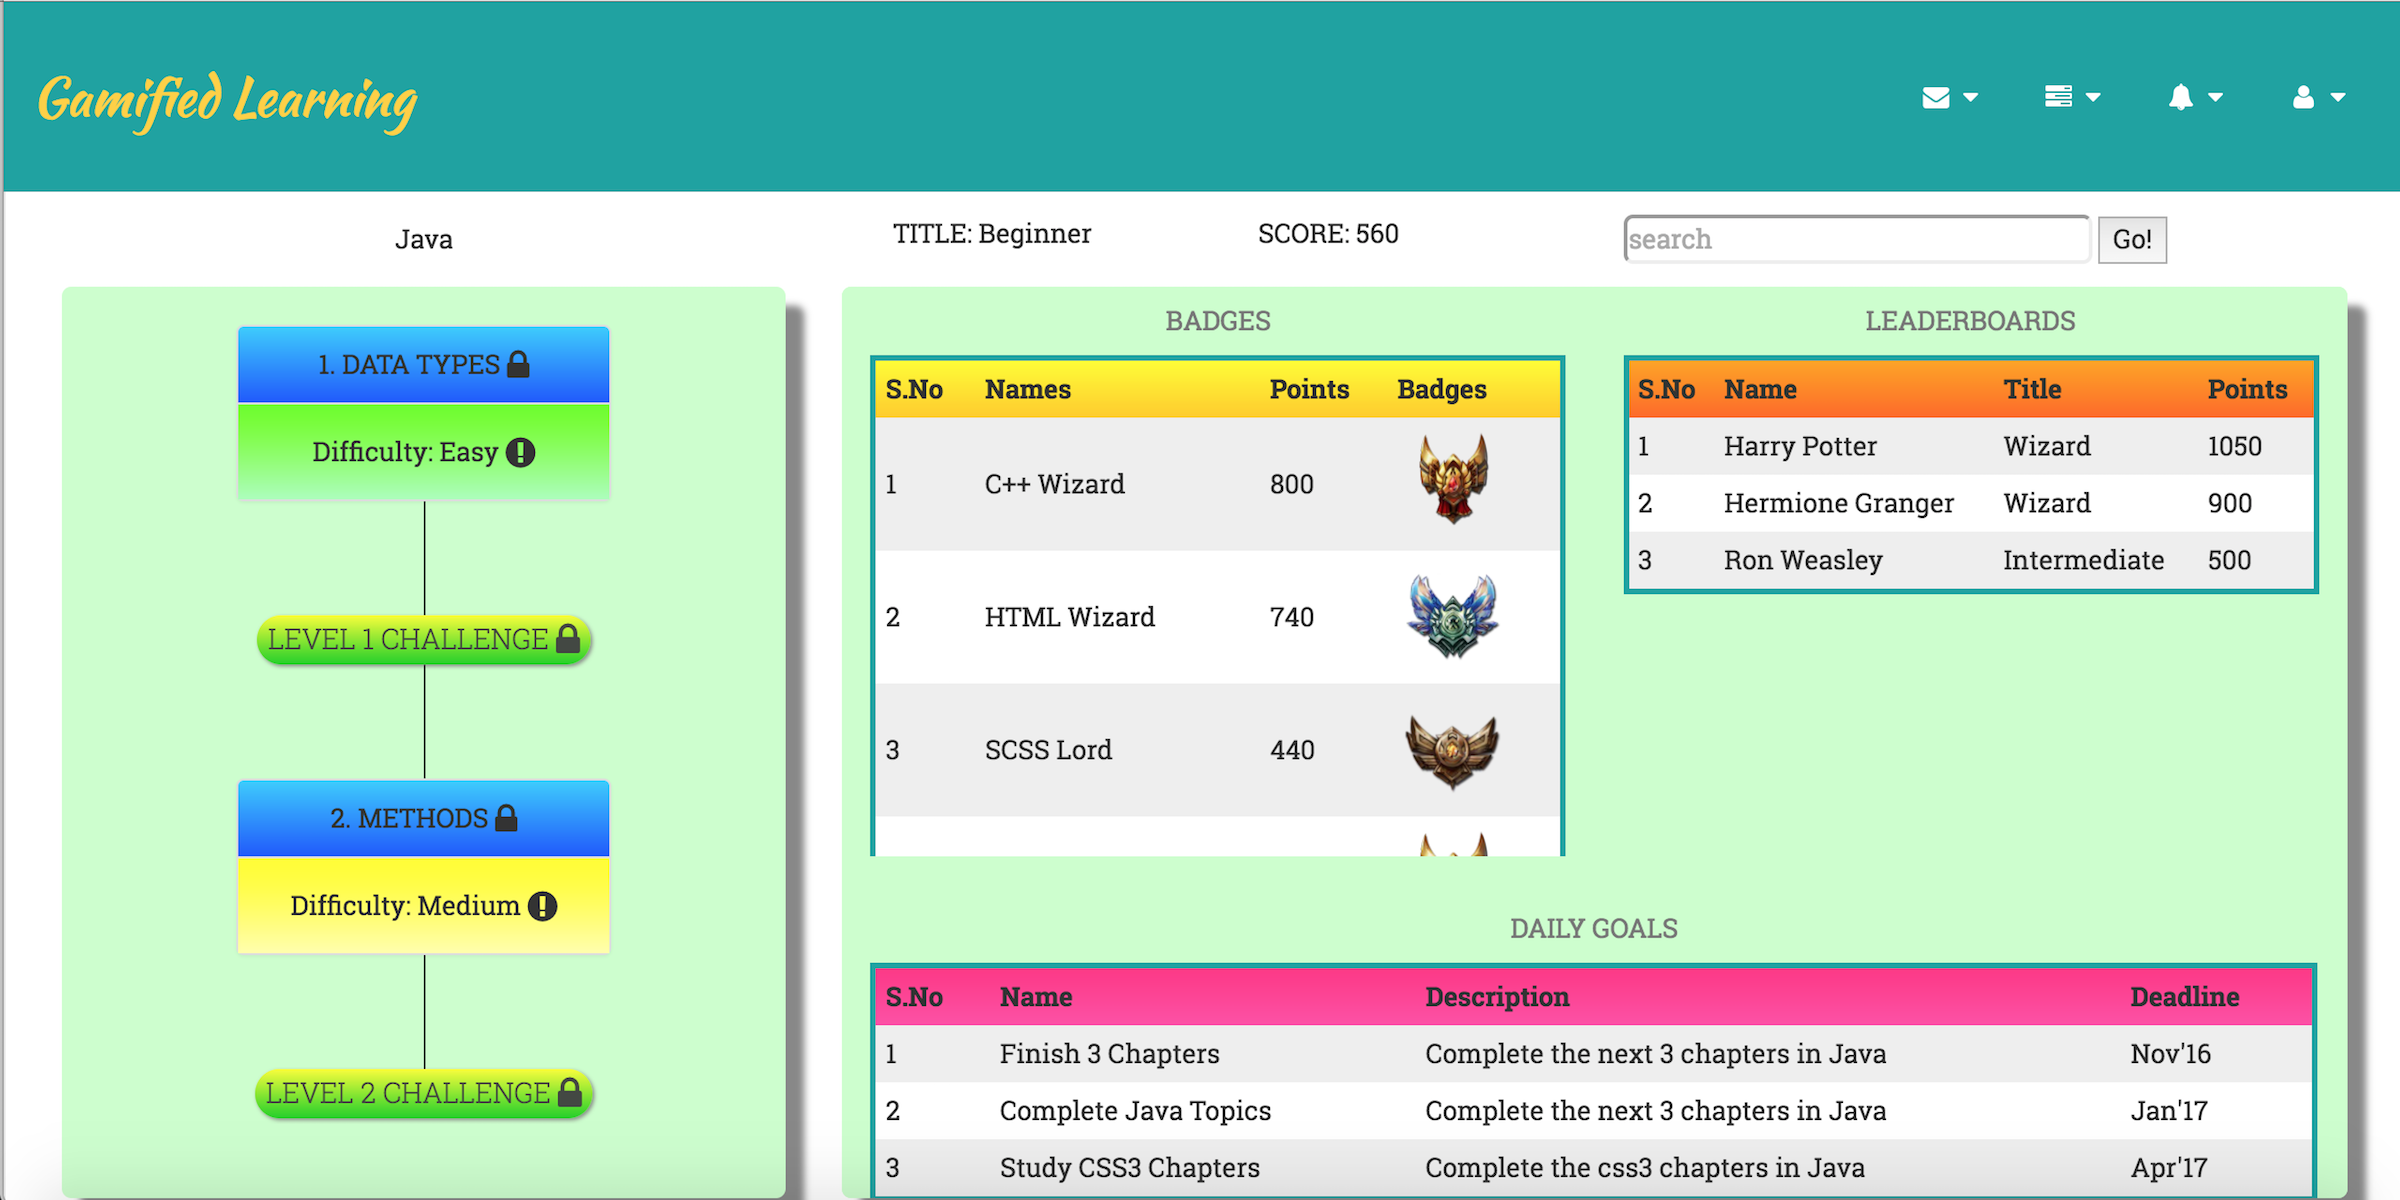 Gamified Learning
Java
TITLE: Beginner
SCORE: 560
search
Go!
1. DATA TYPES
Difficulty: Easy
LEVEL 1 CHALLENGE
2. METHODS
Difficulty: Medium
LEVEL 2 CHALLENGE
BADGES
S.No Names Points Badges
1 C++ Wizard 800
2 HTML Wizard 740
3 SCSS Lord 440
LEADERBOARDS
S.No Name Title Points
1 Harry Potter Wizard 1050
2 Hermione Granger Wizard 900
3 Ron Weasley Intermediate 500
DAILY GOALS
S.No Name Description Deadline
1 Finish 3 Chapters Complete the next 3 chapters in Java Nov'16
2 Complete Java Topics Complete the next 3 chapters in Java Jan'17
3 Study CSS3 Chapters Complete the css3 chapters in Java Apr'17